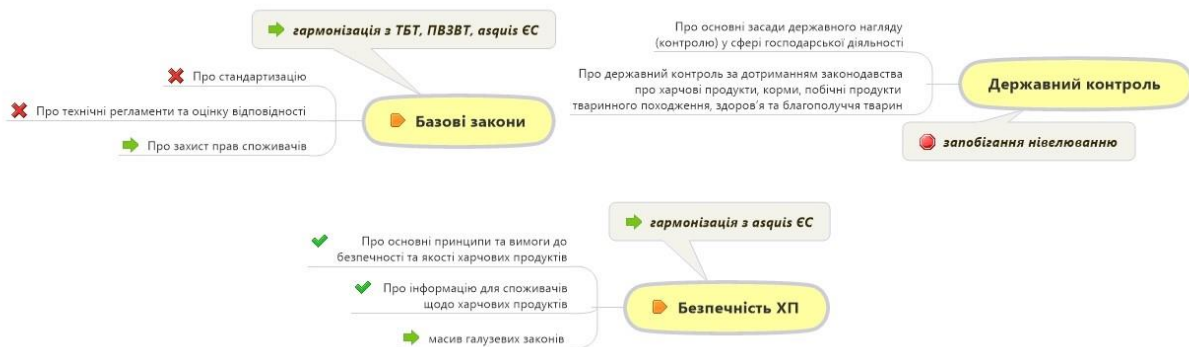 гармонізація з ТБТ, ПВЗВТ, asquis ЄС
Про стандартизацію
Про технічні регламенти та оцінку відповідності
Про захист прав споживачів
Базові закони
Про основні засади державного нагляду
(контролю) у сфері господарської діяльності
Про державний контроль за дотриманням законодавства
про харчові продукти, корми, побічні продукти
тваринного походження, здоров'я та благополуччя тварин
Державний контроль
запобігання нівелюванню
гармонізація з asquis ЄС
Про основні принципи та вимоги до
безпечності та якості харчових продуктів
Про інформацію для споживачів
щодо харчових продуктів
масив галузевих законів
Безпечність ХП